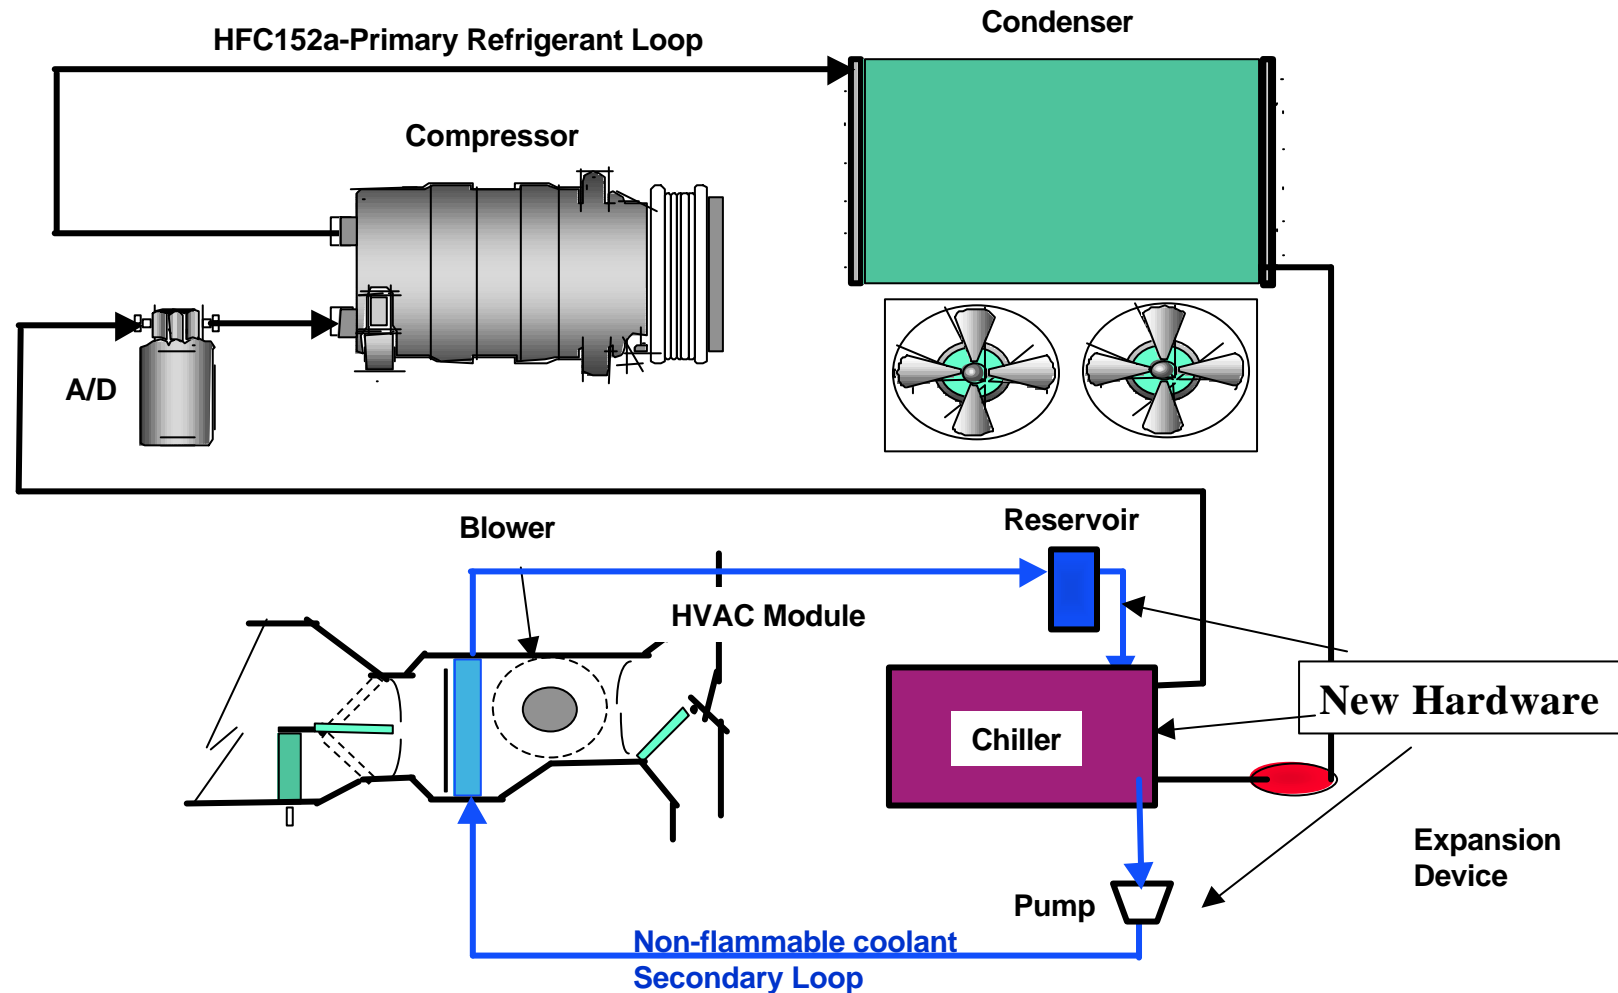 HFC152a-Primary Refrigerant Loop
Condenser
Compressor
A/D
Blower
Reservoir
HVAC Module
New Hardware
Chiller
Expansion
Device
Pump
Non-flammable coolant
Secondary Loop